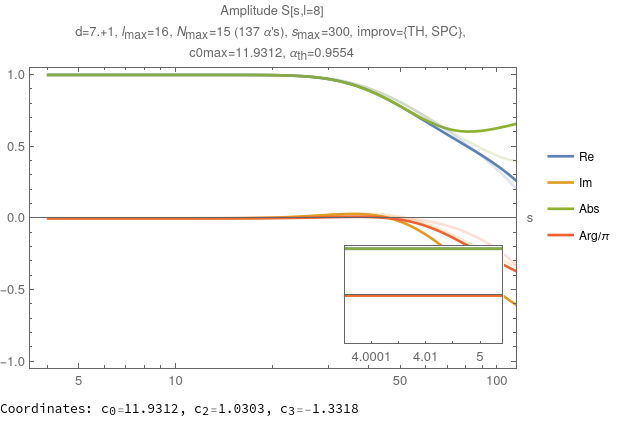 Amplitude S[s,l=8]
d=7.+1, lmax=16, Nmax=15 (137 α's), smax=300, improv={TH, SPC},
c0max=11.9312, αth=0.9554
1.0
0.5
0.0
-0.5
-1.0
s
Re
Im
Abs
Arg/π
4.0001 4.01 5
5 10 50 100
Coordinates: c0=11.9312, c2=1.0303, c3=-1.3318